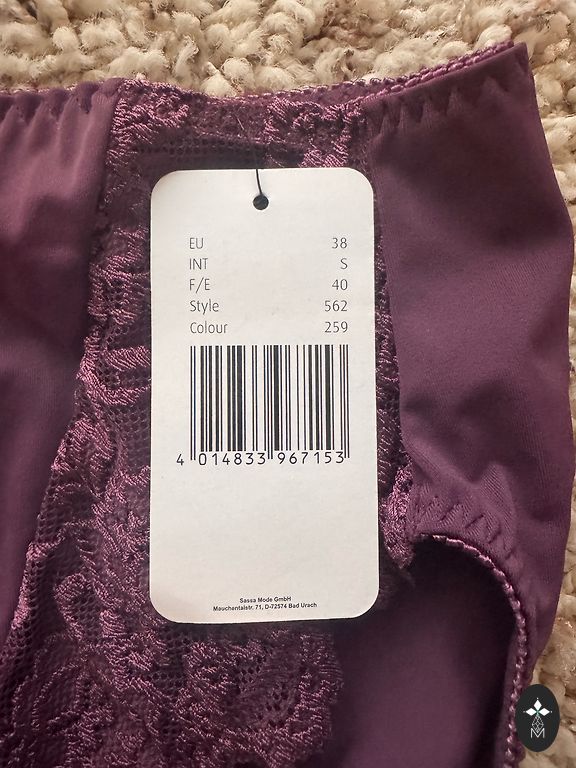 EU 38
INT S
F/E 40
Style 562
Colour 259
4 014833 967153
Sassa Mode GmbH
Mauchentalstr. 71, D-72574 Bad Urach
M